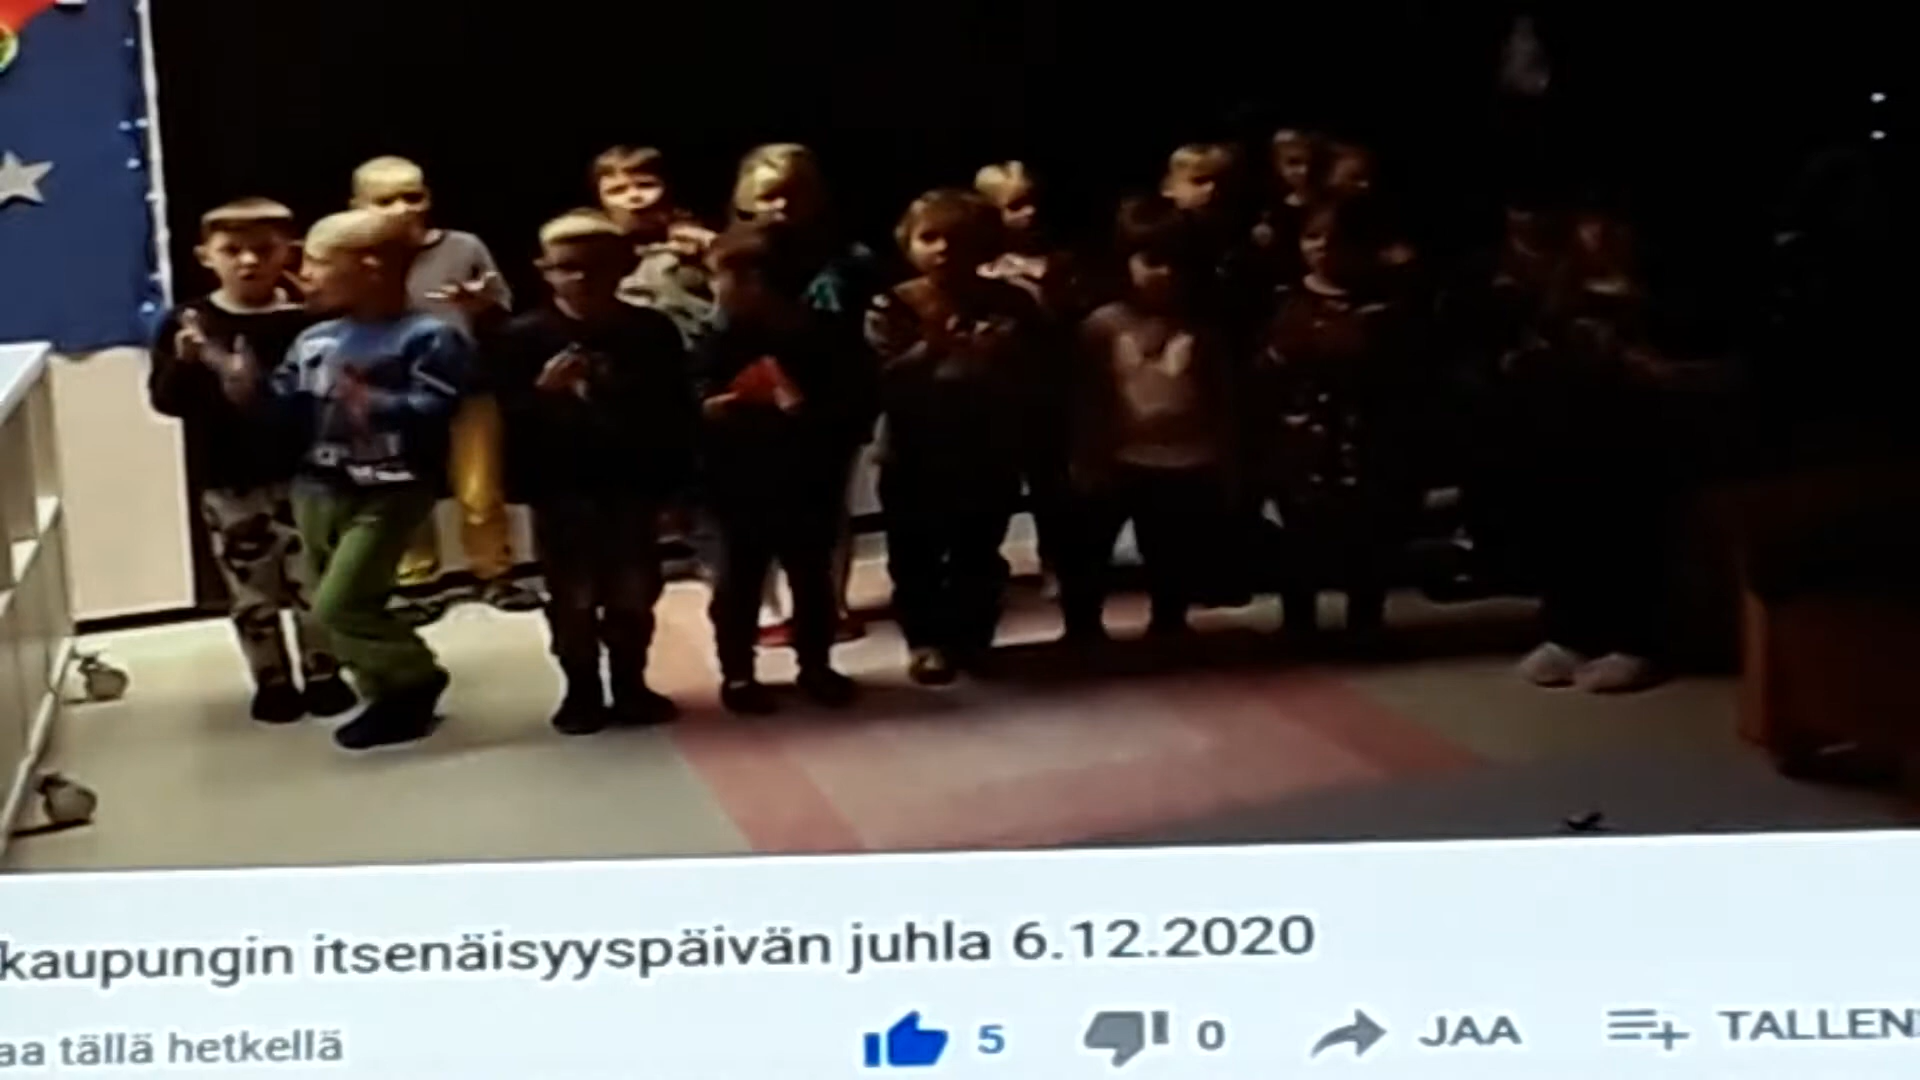 kaupungin itsenäisyyspäivän juhla 6.12.2020
aa tällä hetkellä 5 0 JAA TALLEN